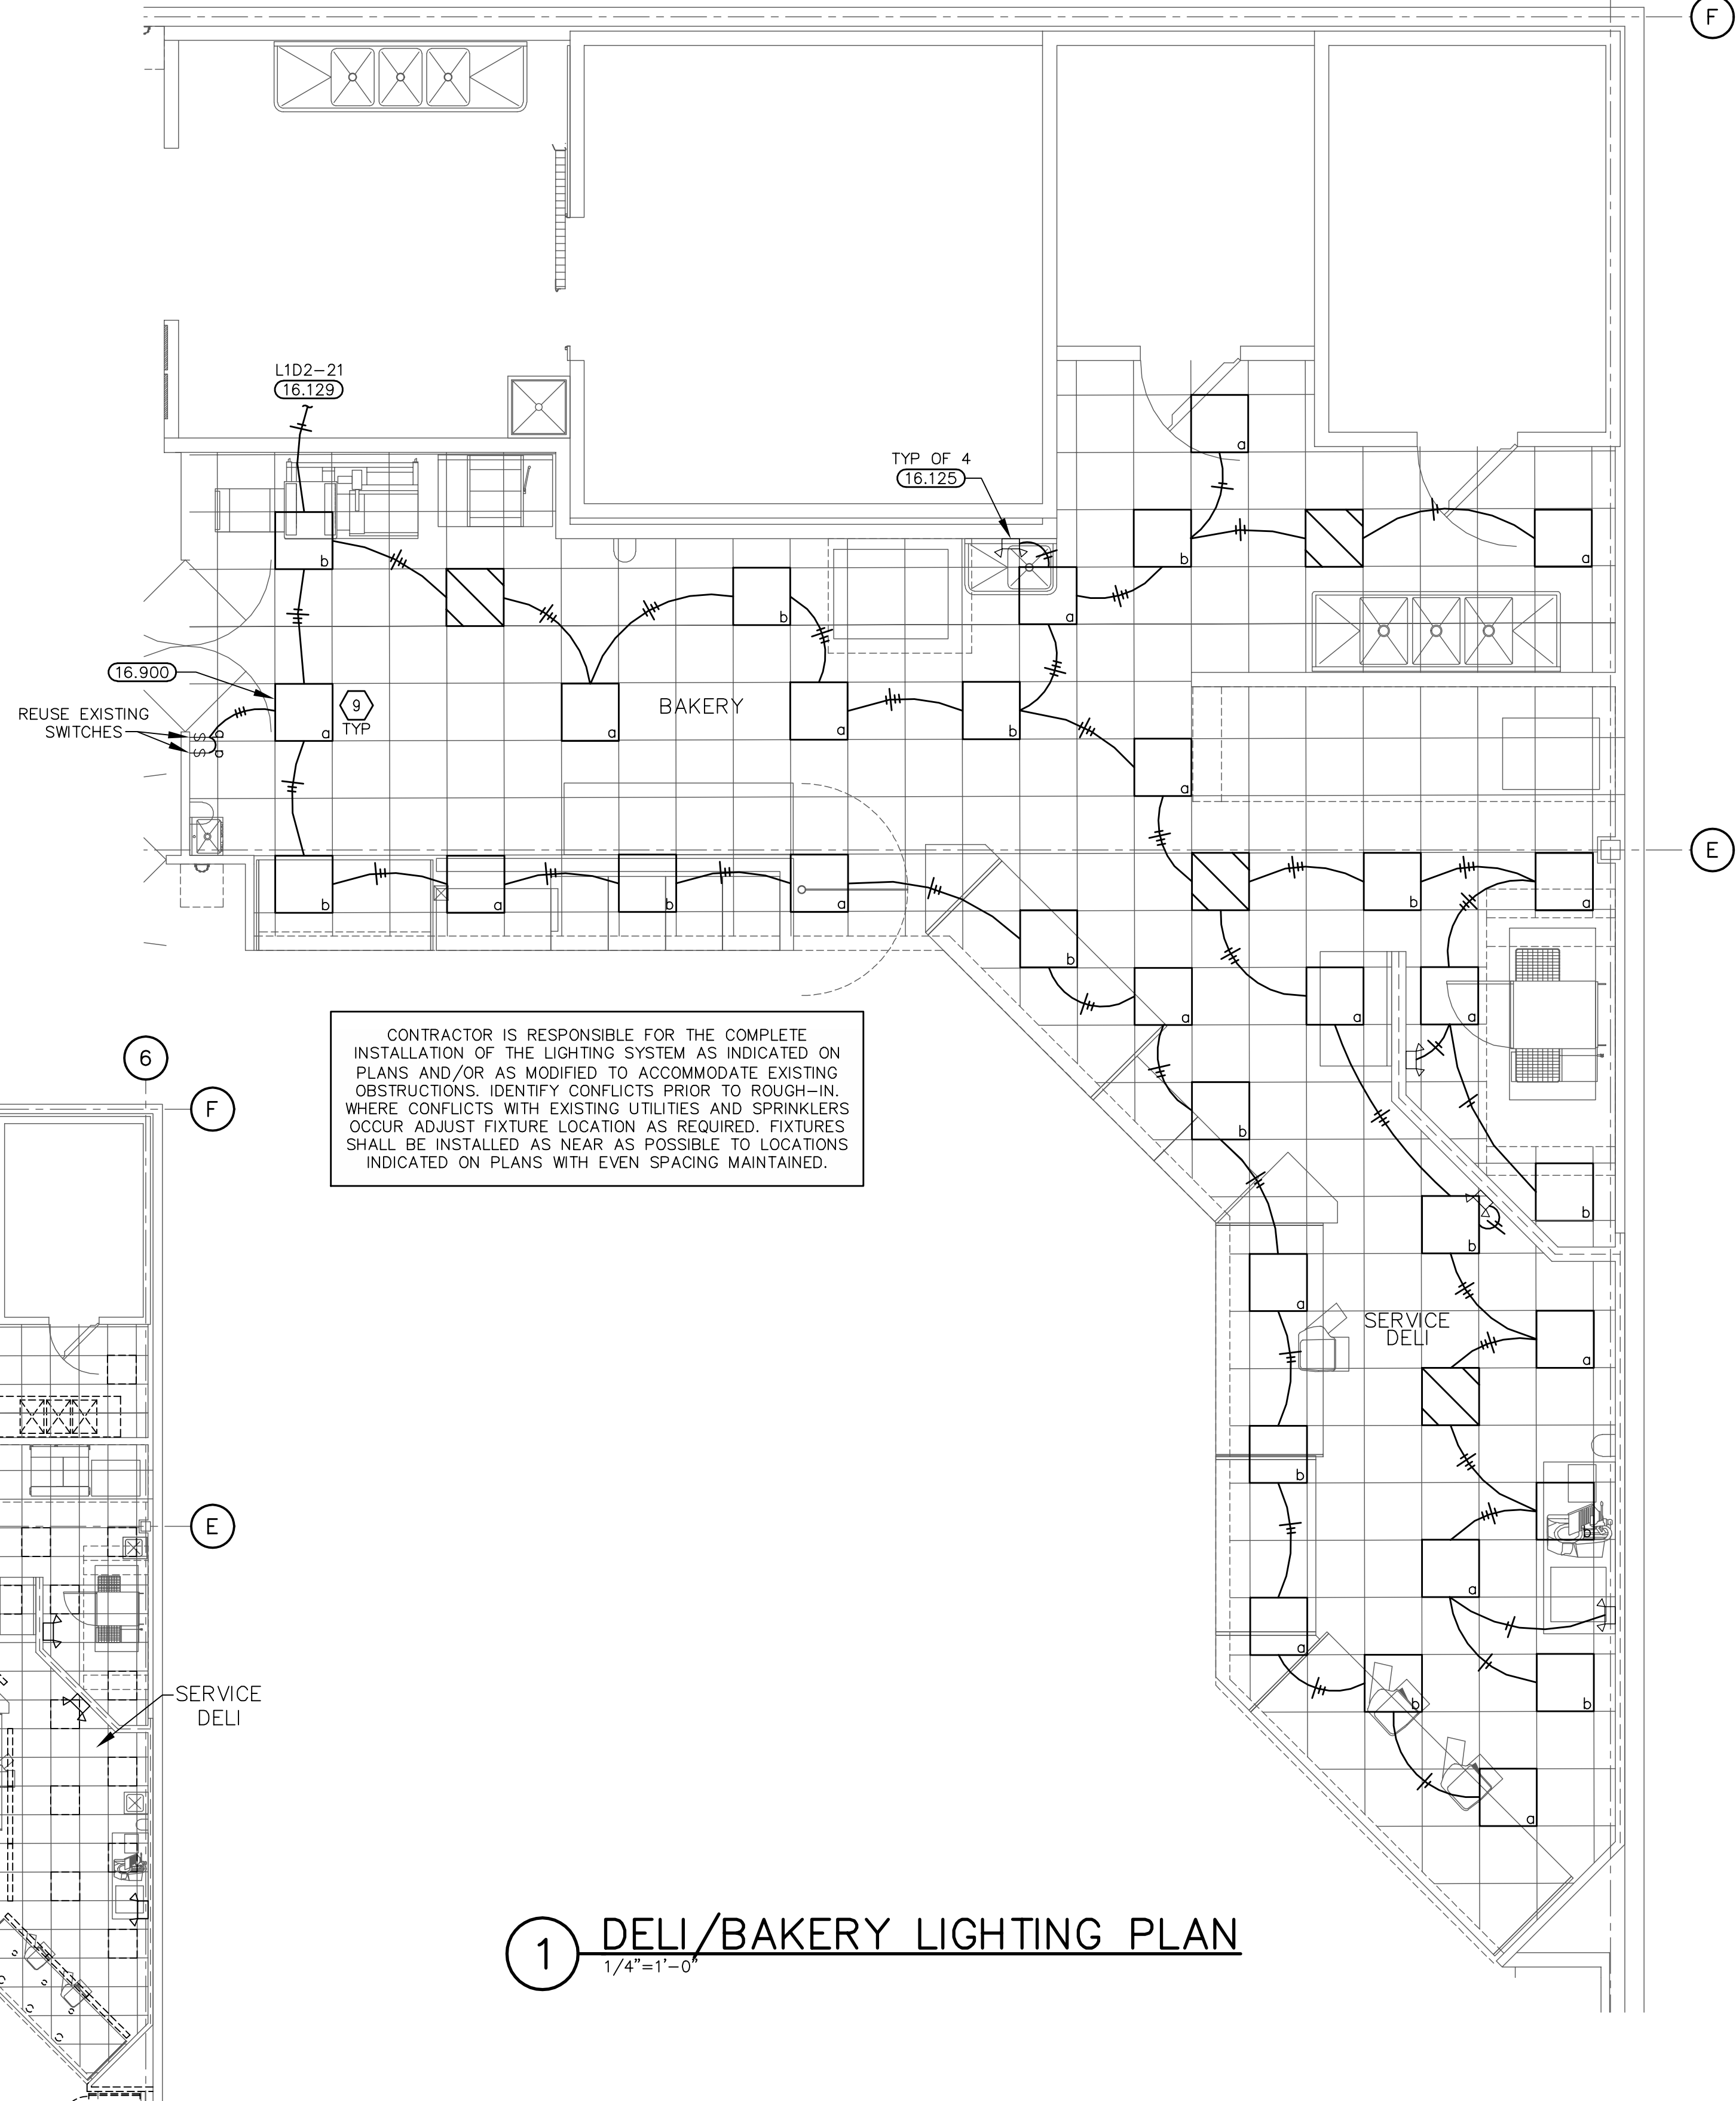 F
L1D2-21
16.129
TYP OF 4
16.125
a
b
a
b
b
a
16.900
9
TYP
REUSE EXISTING
SWITCHES
S b
S a
a
a
BAKERY
a
b
a
E
b
a
b
a
b
a
b
a
a
a
b
b
b
a
b
SERVICE
DELI
a
b
b
a
a
b
b
a
CONTRACTOR IS RESPONSIBLE FOR THE COMPLETE
INSTALLATION OF THE LIGHTING SYSTEM AS INDICATED ON
PLANS AND/OR AS MODIFIED TO ACCOMMODATE EXISTING
OBSTRUCTIONS. IDENTIFY CONFLICTS PRIOR TO ROUGH-IN.
WHERE CONFLICTS WITH EXISTING UTILITIES AND SPRINKLERS
OCCUR ADJUST FIXTURE LOCATION AS REQUIRED. FIXTURES
SHALL BE INSTALLED AS NEAR AS POSSIBLE TO LOCATIONS
INDICATED ON PLANS WITH EVEN SPACING MAINTAINED.
6
F
E
SERVICE
DELI
1
DELI/BAKERY LIGHTING PLAN
1/4"=1'-0"